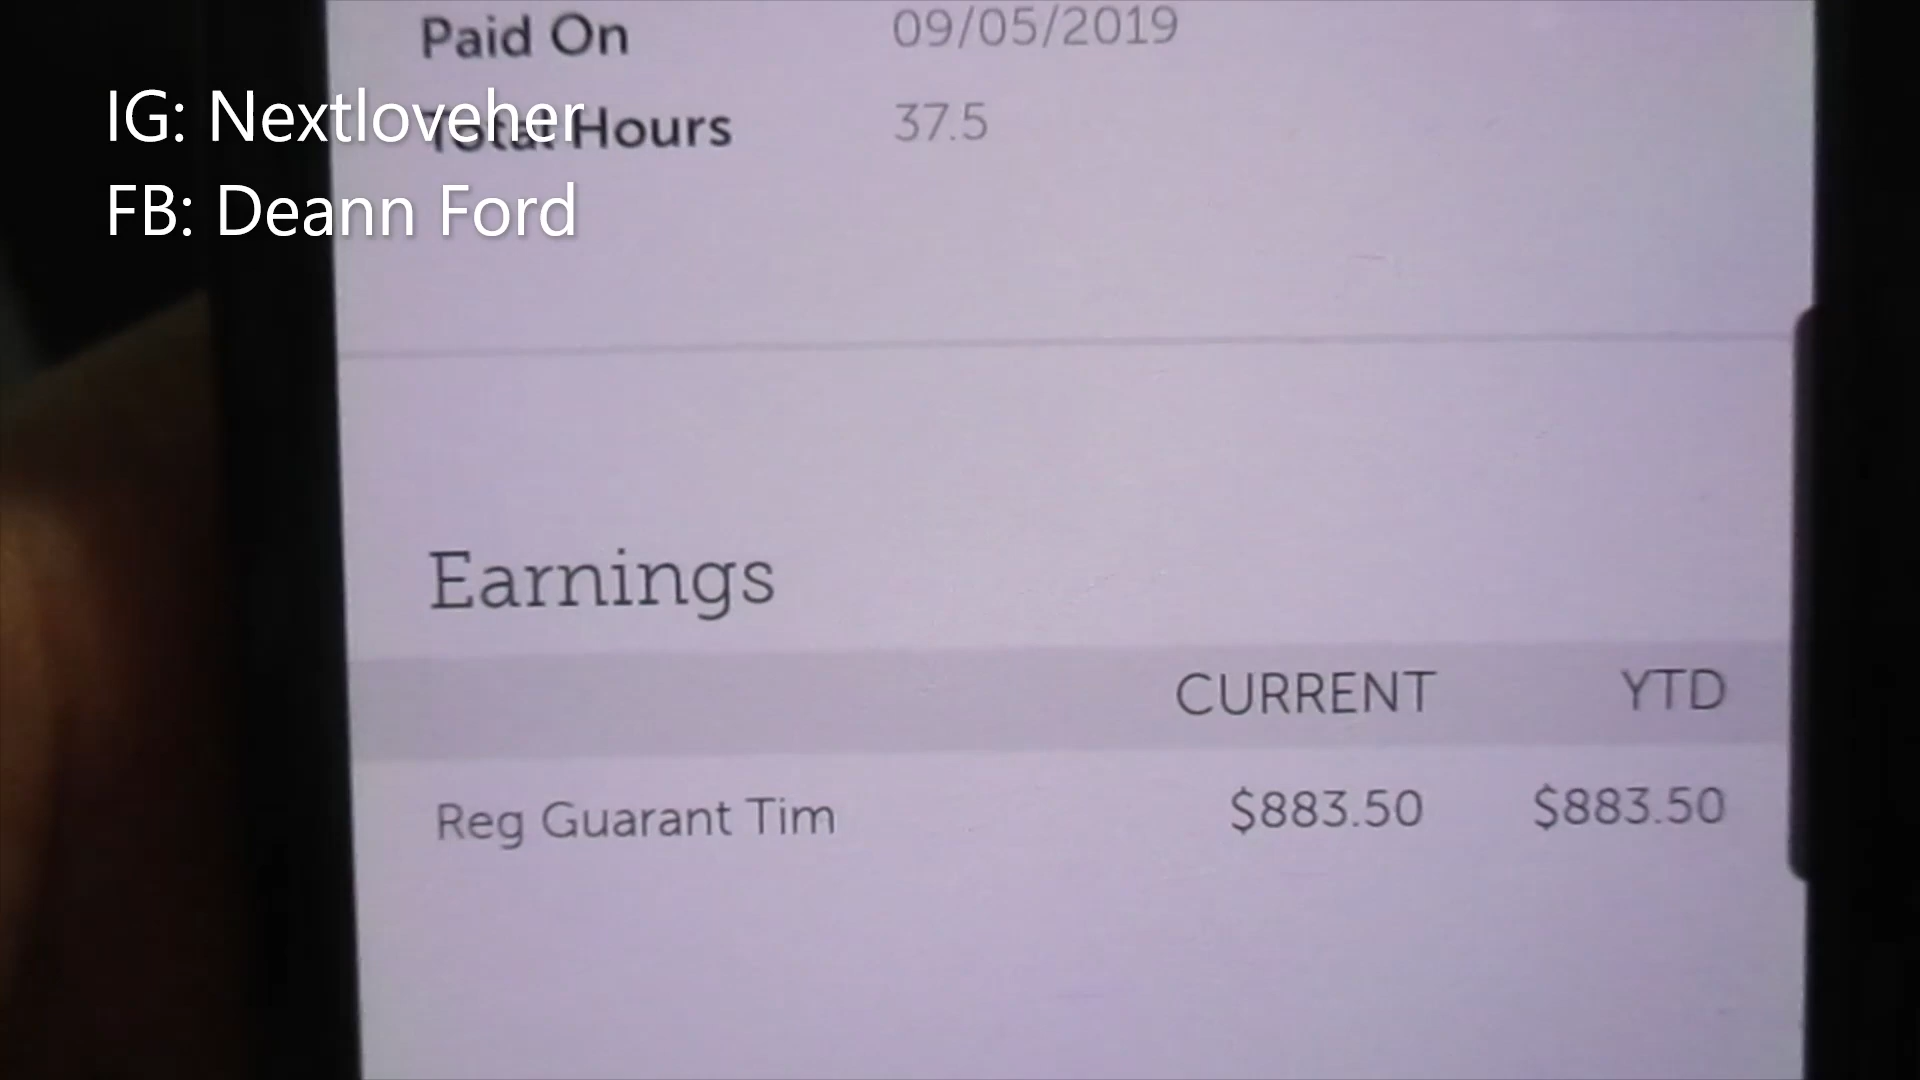 Paid On 09/05/2019
IG: Nextloveher
Total Hours 37.5
FB: Deann Ford
Earnings
CURRENT YTD
Reg Guarant Tim $883.50 $883.50